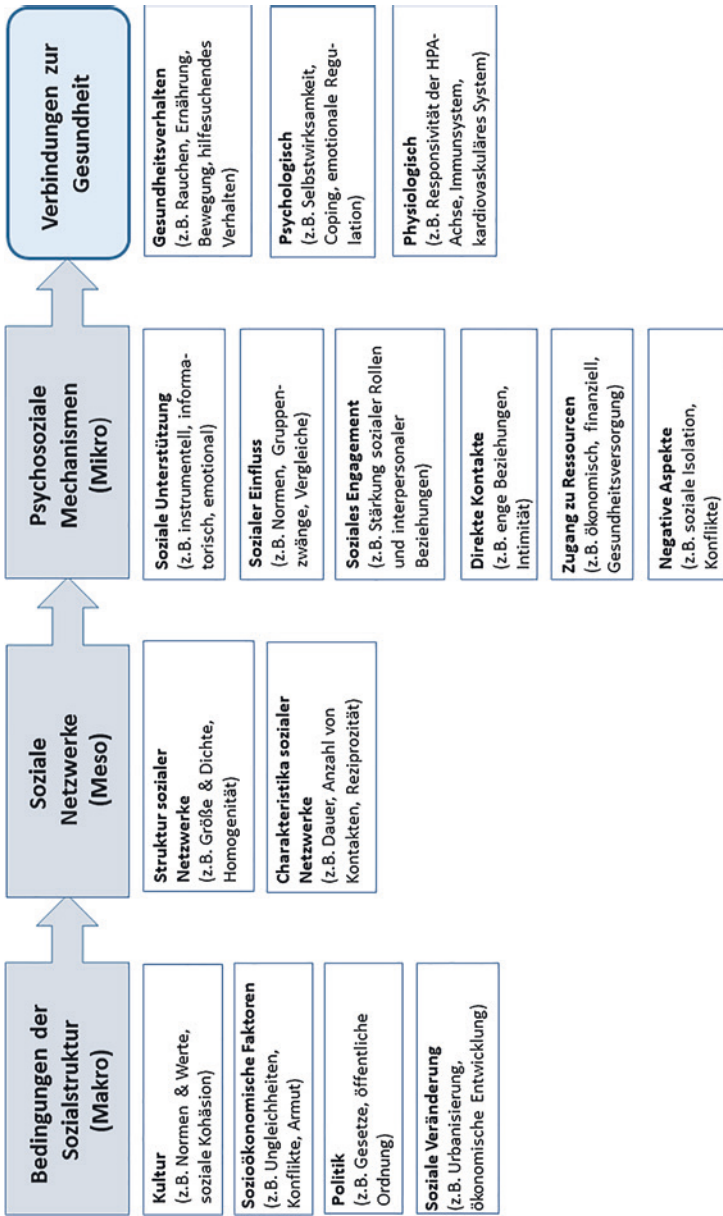 Bedingungen der
Sozialstruktur
(Makro)
Kultur
(z.B. Normen & Werte,
soziale Kohäsion)
Sozioökonomische Faktoren
(z.B. Ungleichheiten,
Konflikte, Armut)
Politik
(z.B. Gesetze, öffentliche
Ordnung)
Soziale Veränderung
(z.B. Urbanisierung,
ökonomische Entwicklung)
Soziale
Netzwerke
(Meso)
Struktur sozialer
Netzwerke
(z.B. Größe & Dichte,
Homogenität)
Charakteristika sozialer
Netzwerke
(z.B. Dauer, Anzahl von
Kontakten, Reziprozität)
Psychosoziale
Mechanismen
(Mikro)
Soziale Unterstützung
(z.B. instrumentell, informa-
torisch, emotional)
Sozialer Einfluss
(z.B. Normen, Gruppen-
zwänge, Vergleiche)
Soziales Engagement
(z.B. Stärkung sozialer Rollen
und interpersonaler
Beziehungen)
Direkte Kontakte
(z.B. enge Beziehungen,
Intimität)
Zugang zu Ressourcen
(z.B. ökonomisch, finanziell,
Gesundheitsversorgung)
Negative Aspekte
(z.B. soziale Isolation,
Konflikte)
Verbindungen zur
Gesundheit
Gesundheitsverhalten
(z.B. Rauchen, Ernährung,
Bewegung, hilfesuchendes
Verhalten)
Psychologisch
(z.B. Selbstwirksamkeit,
Coping, emotionale Regu-
lation)
Physiologisch
(z.B. Responsivität der HPA-
Achse, Immunsystem,
kardiovaskuläres System)